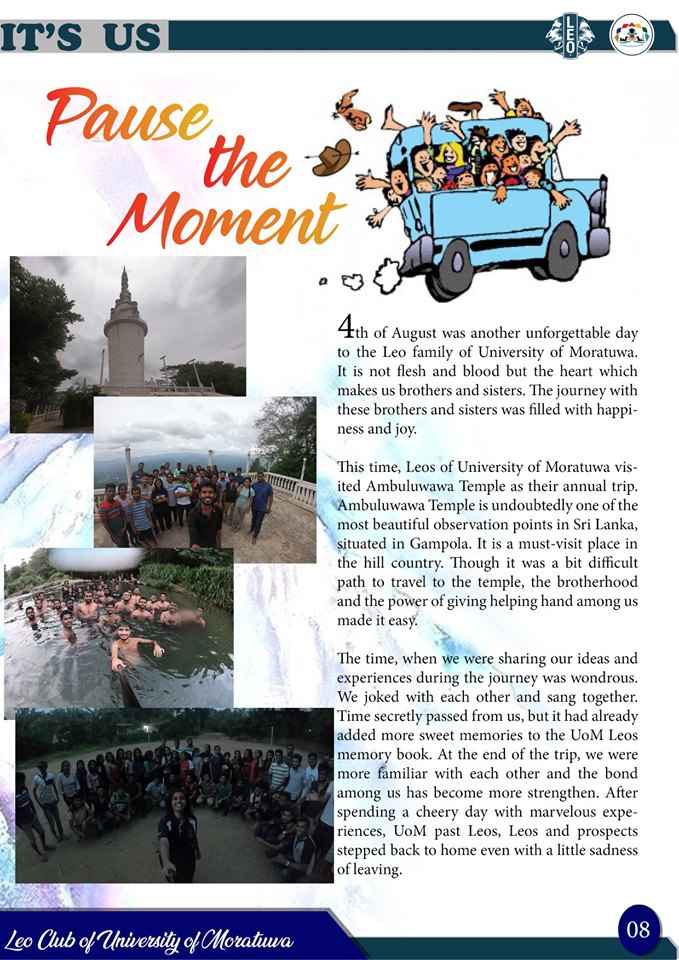 IT'S US
LEO
Pause
the
Moment
4th of August was another unforgettable day
to the Leo family of University of Moratuwa.
It is not flesh and blood but the heart which
makes us brothers and sisters. The journey with
these brothers and sisters was filled with happi-
ness and joy.
This time, Leos of University of Moratuwa vis-
ited Ambuluwawa Temple as their annual trip.
Ambuluwawa Temple is undoubtedly one of the
most beautiful observation points in Sri Lanka,
situated in Gampola. It is a must-visit place in
the hill country. Though it was a bit difficult
path to travel to the temple, the brotherhood
and the power of giving helping hand among us
made it easy.
The time, when we were sharing our ideas and
experiences during the journey was wondrous.
We joked with each other and sang together.
Time secretly passed from us, but it had already
added more sweet memories to the UoM Leos
memory book. At the end of the trip, we were
more familiar with each other and the bond
among us has become more strengthen. After
spending a cheery day with marvelous expe-
riences, UoM past Leos, Leos and prospects
stepped back to home even with a little sadness
of leaving.
Leo Club of University of Moratuwa
08